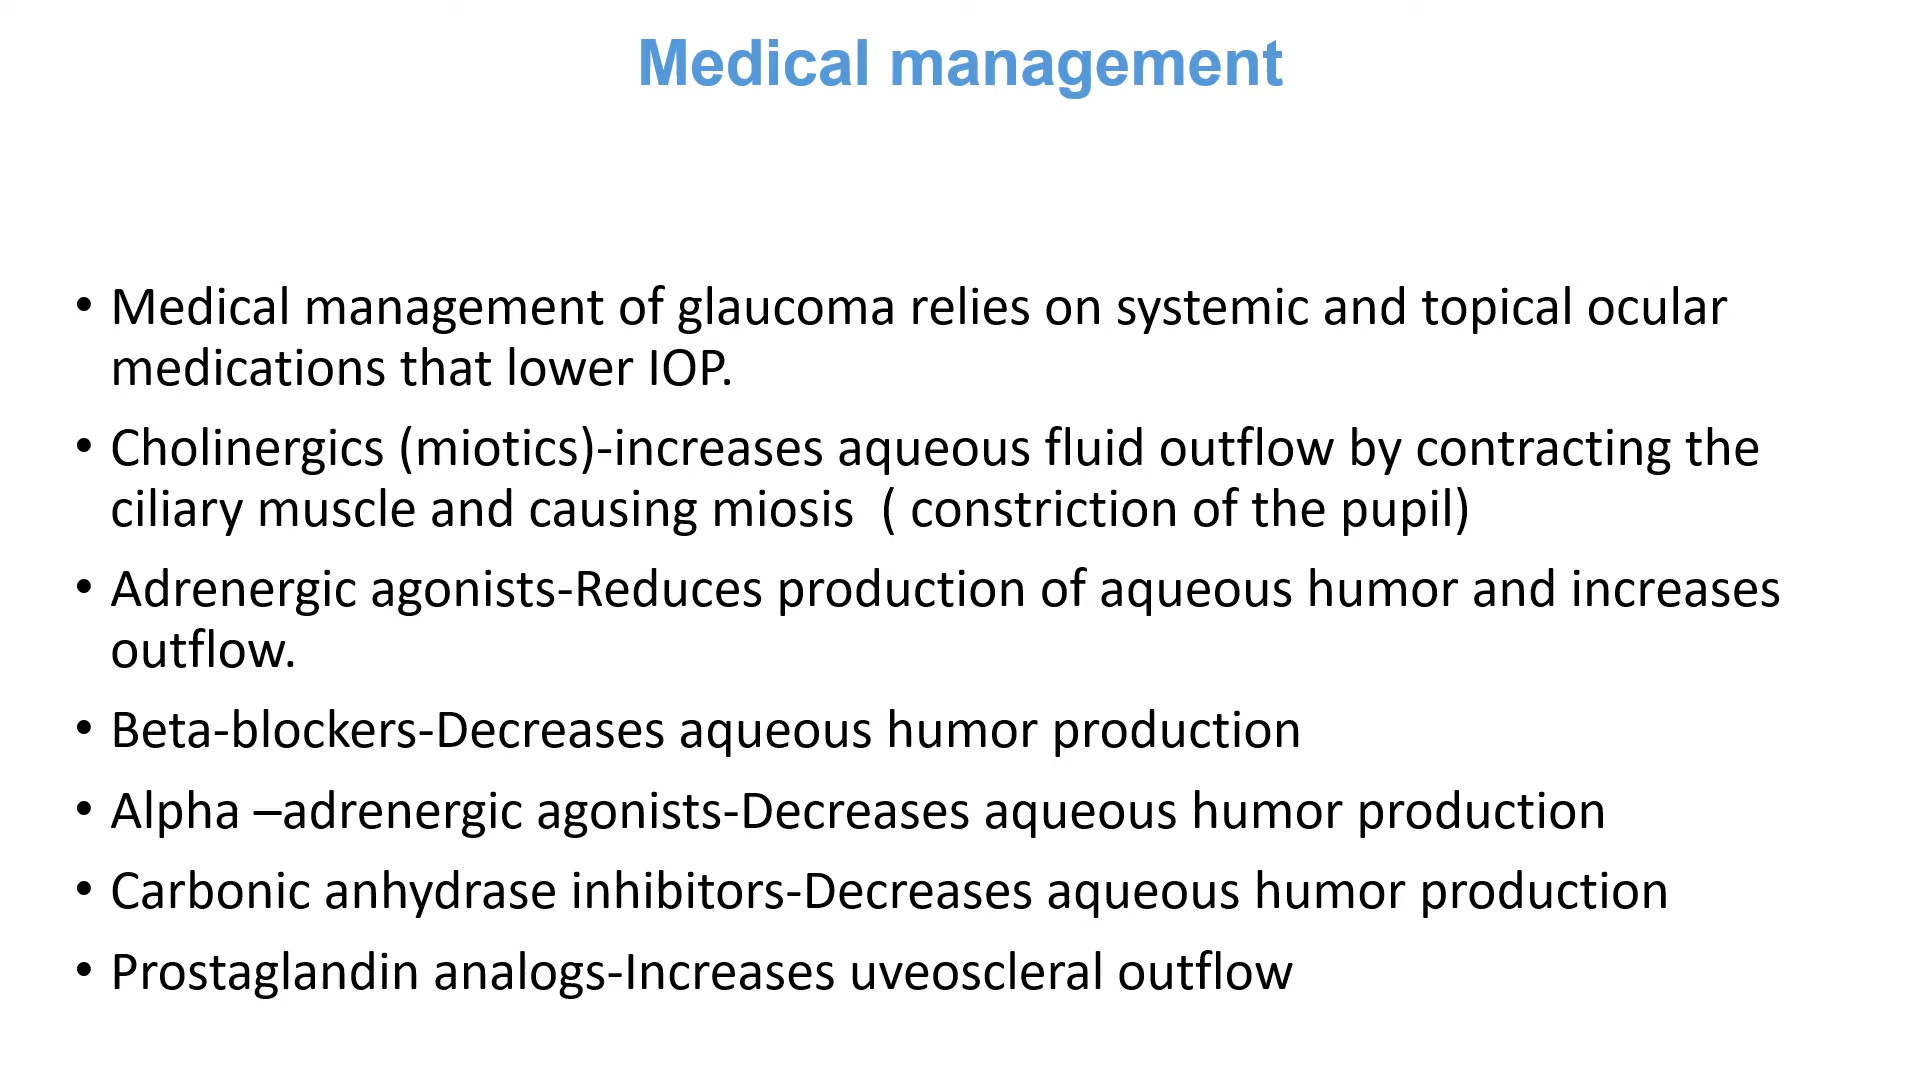 Medical management
• Medical management of glaucoma relies on systemic and topical ocular
medications that lower IOP.
• Cholinergics (miotics)-increases aqueous fluid outflow by contracting the
ciliary muscle and causing miosis  ( constriction of the pupil)
• Adrenergic agonists-Reduces production of aqueous humor and increases
outflow.
• Beta-blockers-Decreases aqueous humor production
• Alpha –adrenergic agonists-Decreases aqueous humor production
• Carbonic anhydrase inhibitors-Decreases aqueous humor production
• Prostaglandin analogs-Increases uveoscleral outflow